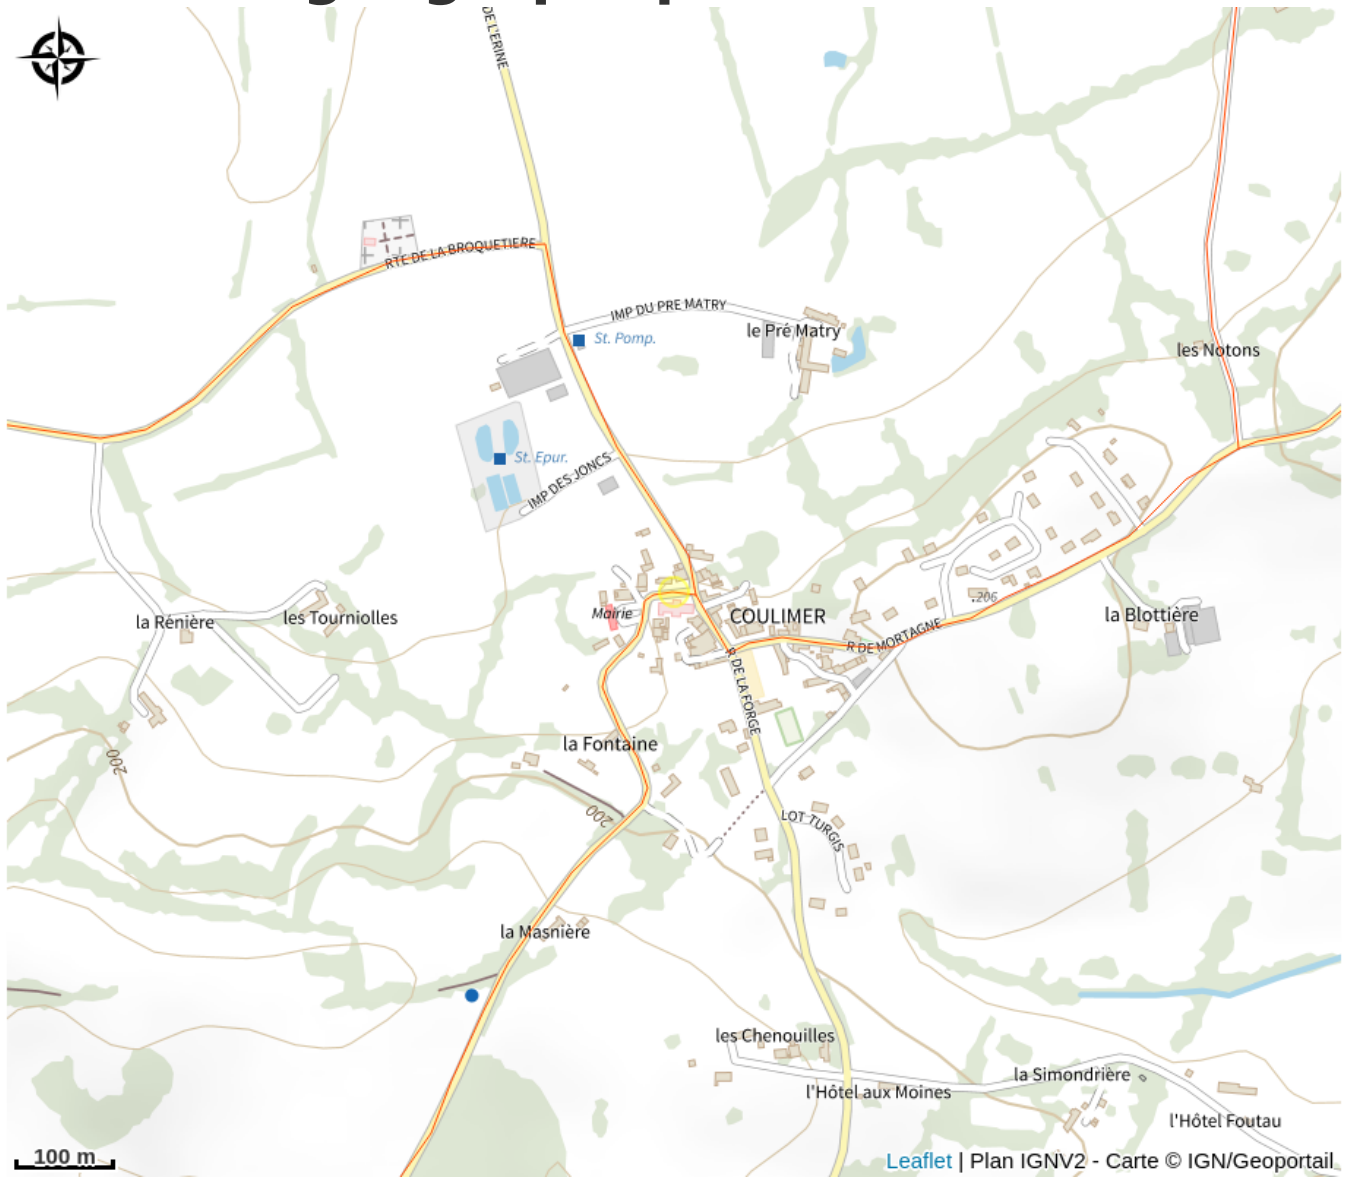 DE L'ERINE
RTE DE LA BROQUETIERE
IMP DU PRE MATRY
le Pré Matry
St. Pomp.
les Notons
St. Epur.
IMP DES JONCS
Mairie
COULIMER
.206
la Rénière
les Tourniolles
la Blottière
R DE MORTAGNE
R DE LA FORGE
la Fontaine
200
200
LOT TURGIS
la Masnière
les Chenouilles
la Simondrière
l'Hôtel aux Moines
l'Hôtel Foutau
100 m
Leaflet | Plan IGNV2 - Carte © IGN/Geoportail